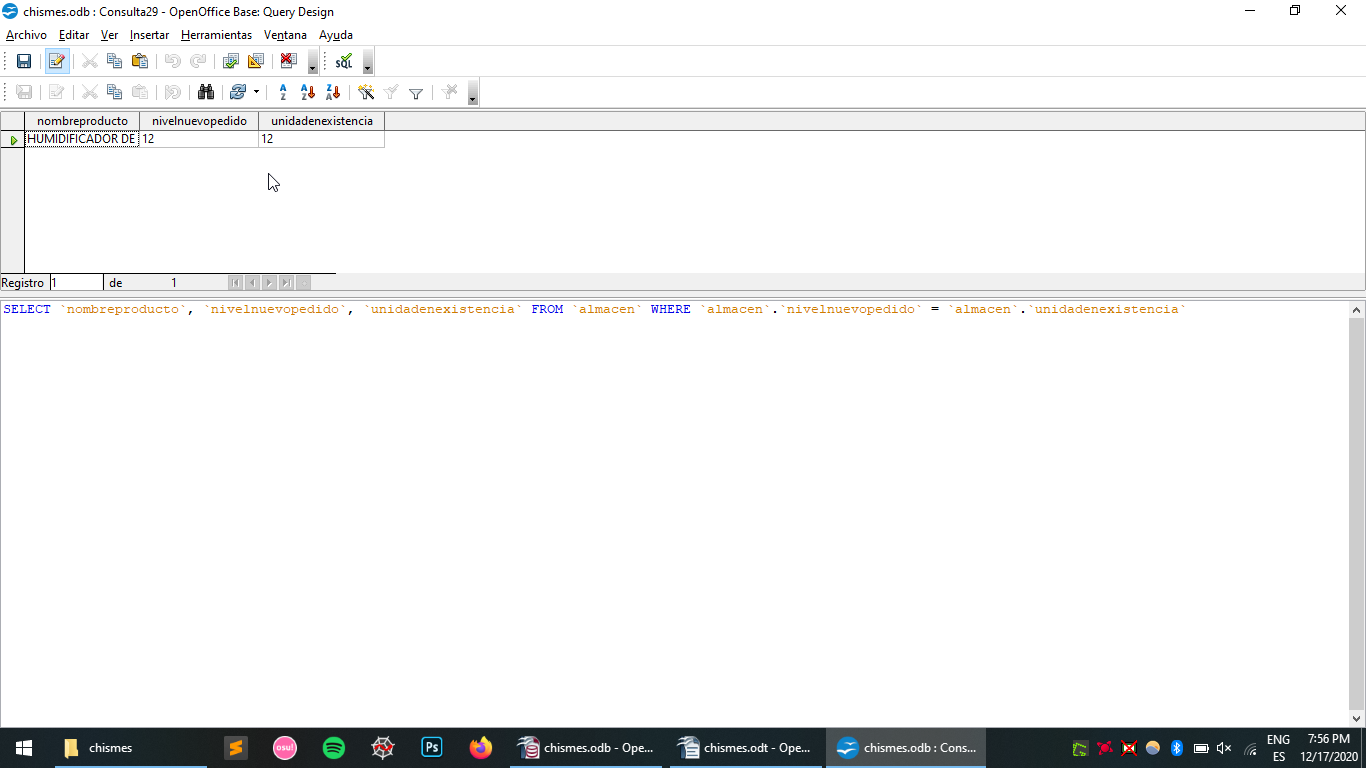 chismes.odb : Consulta29 - OpenOffice Base: Query Design
Archivo Editar Ver Insertar Herramientas Ventana Ayuda
SQL
nombreproducto nivelnuevopedido unidadenexistencia
HUMIDIFICADOR DE 12 12
Registro 1 de 1
SELECT `nombreproducto`, `nivelnuevopedido`, `unidadenexistencia` FROM `almacen` WHERE `almacen`.`nivelnuevopedido` = `almacen`.`unidadenexistencia`
chismes osu! Ps chismes.odb - Ope... chismes.odt - Ope... chismes.odb : Cons... ENG 7:56 PM
ES 12/17/2020